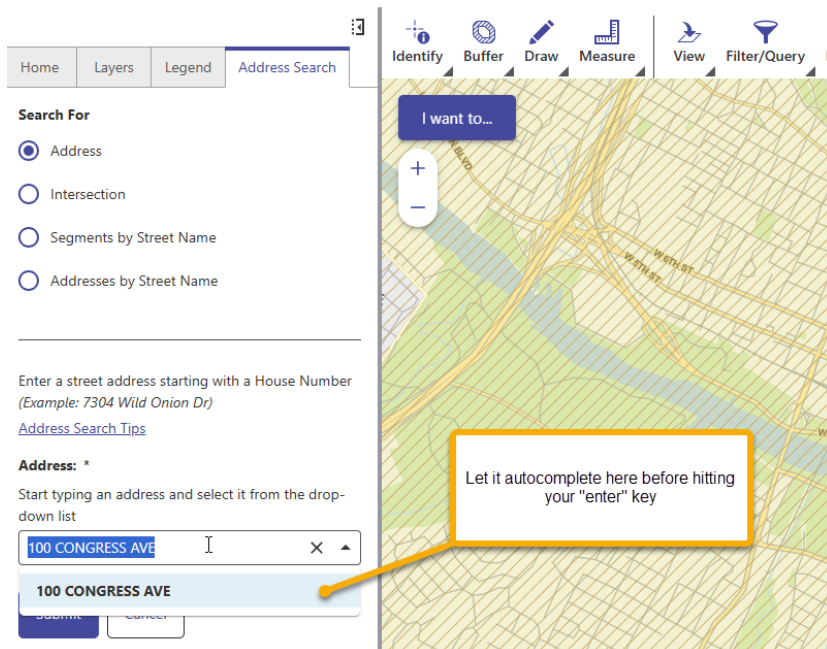 Home
Layers
Legend
Address Search
Identify
Buffer
Draw
Measure
View
Filter/Query
Search For
Address
Intersection
Segments by Street Name
Addresses by Street Name
Enter a street address starting with a House Number
(Example: 7304 Wild Onion Dr)
Address Search Tips
Address: *
Start typing an address and select it from the drop-
down list
100 CONGRESS AVE
100 CONGRESS AVE
Submit
Cancel
I want to...
+
−
N BLVD
W 5TH ST
W 6TH ST
W
Let it autocomplete here before hitting
your "enter" key